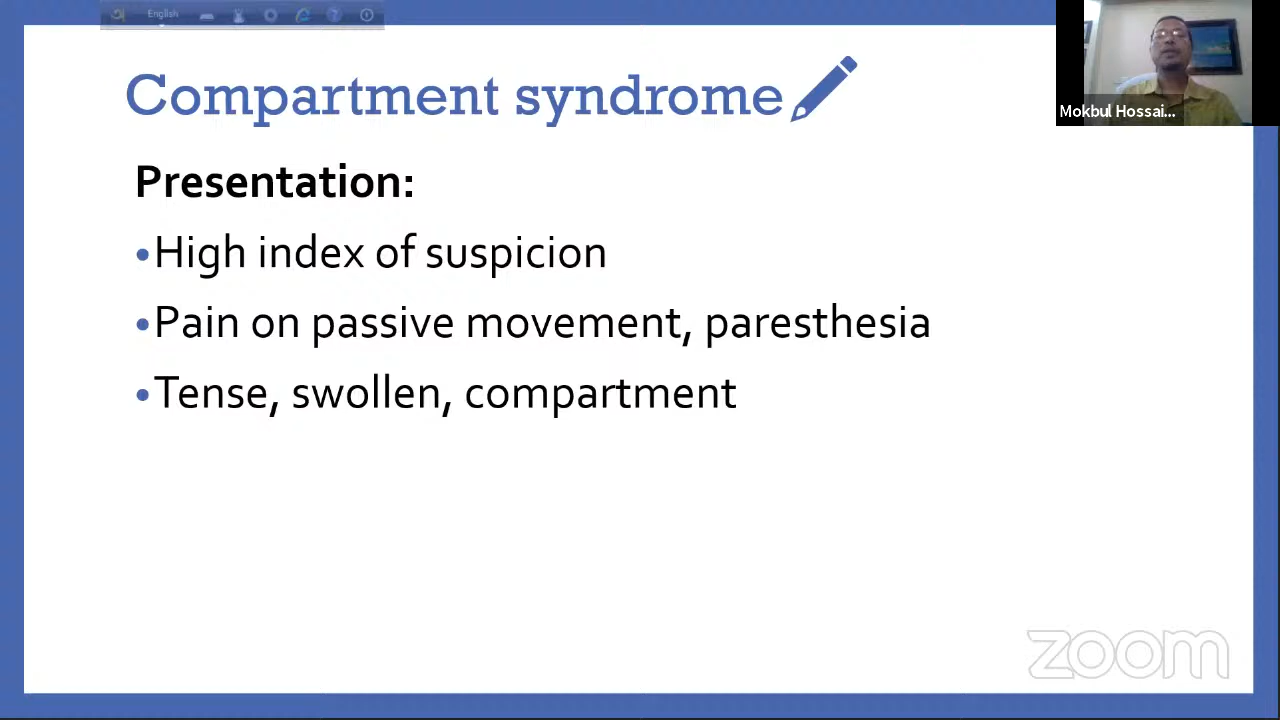 English
Compartment syndrome
Mokbul Hossai...
Presentation:
•High index of suspicion
•Pain on passive movement, paresthesia
•Tense, swollen, compartment
zoom